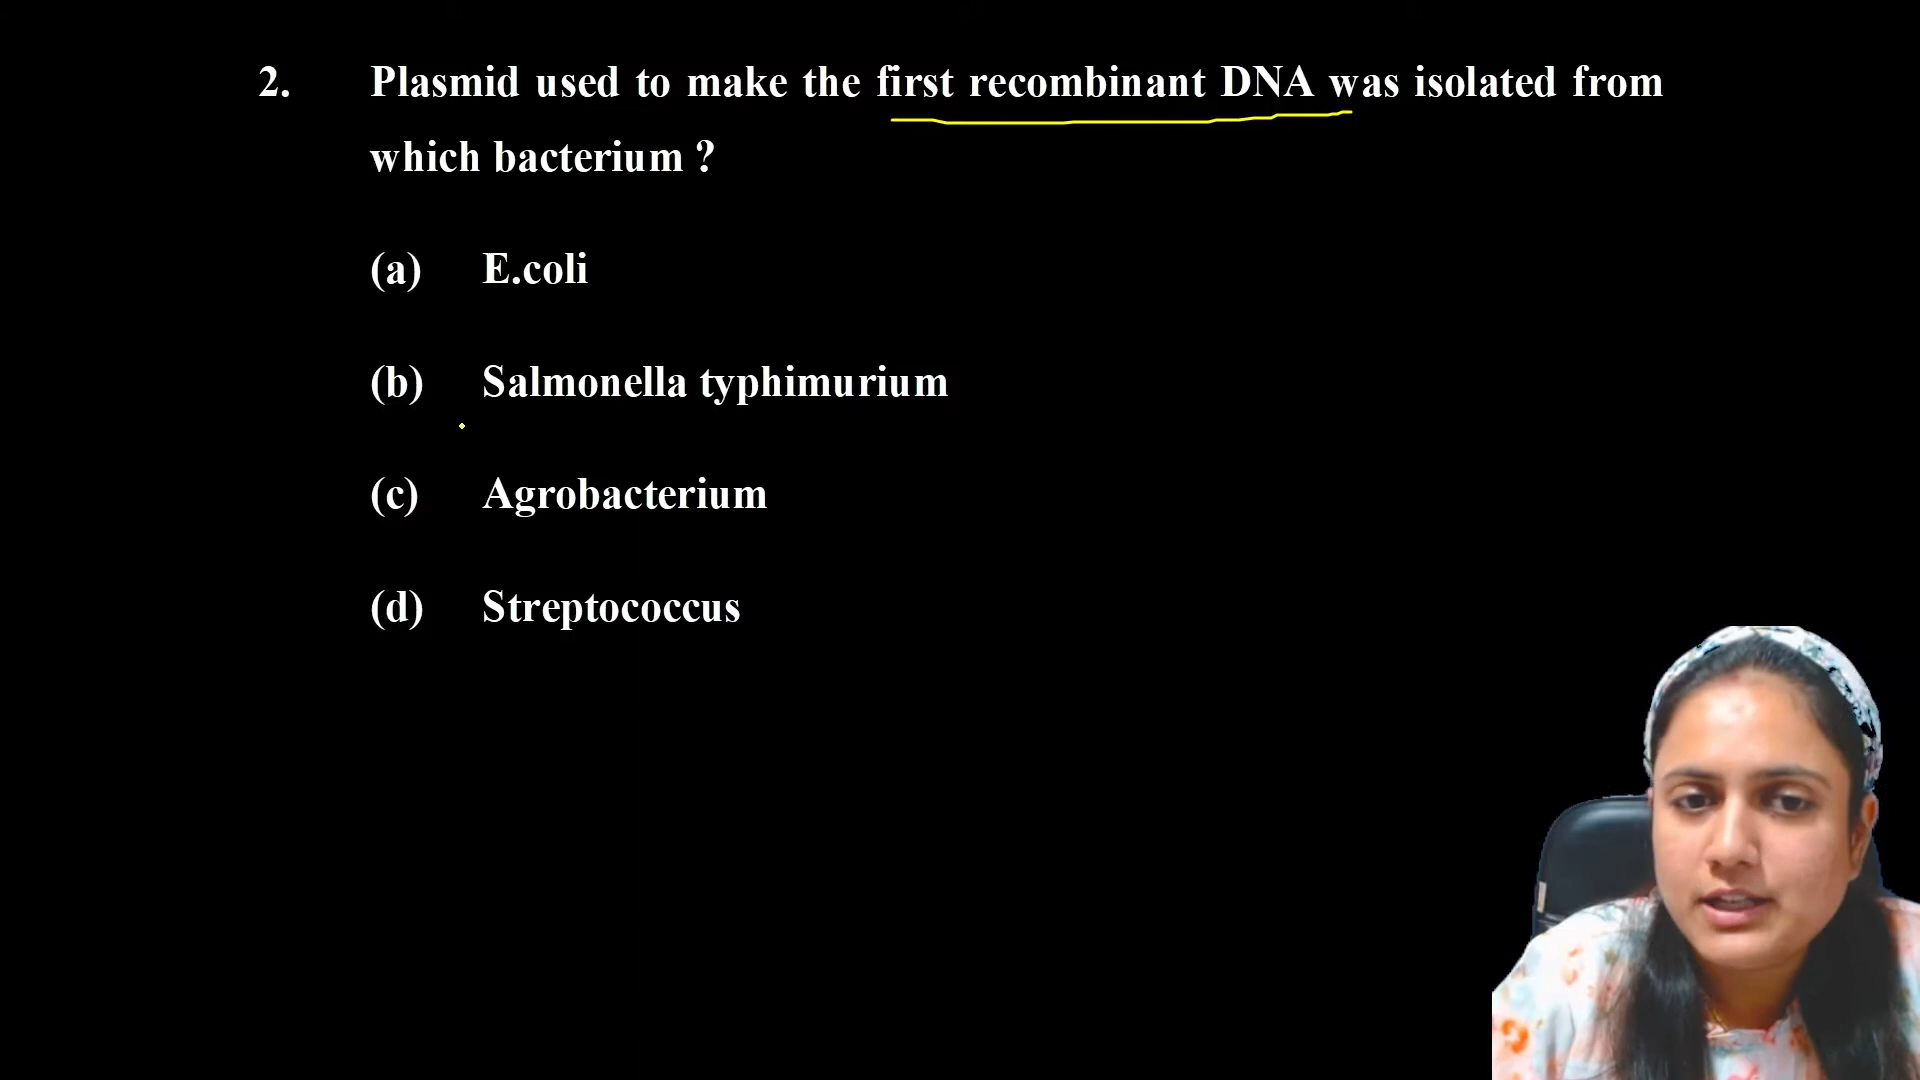 2. Plasmid used to make the first recombinant DNA was isolated from
which bacterium ?
(a) E.coli
(b) Salmonella typhimurium
(c) Agrobacterium
(d) Streptococcus